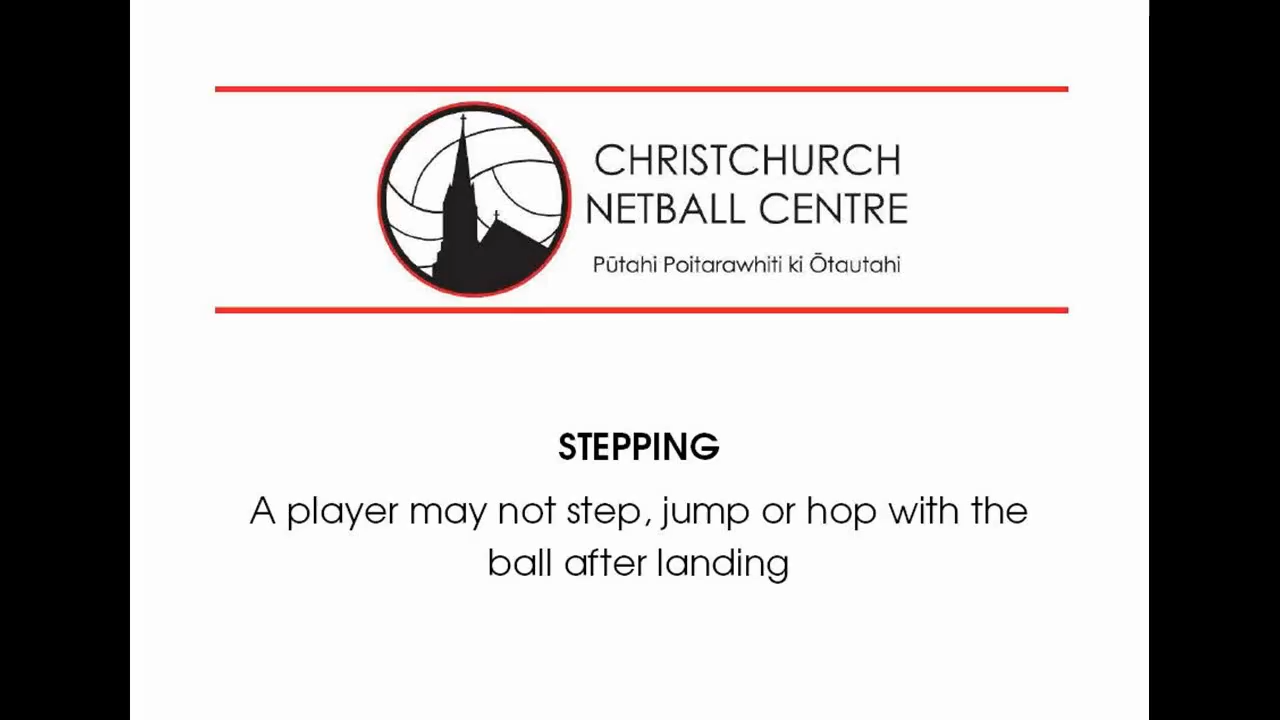 CHRISTCHURCH
NETBALL CENTRE
Pūtahi Poitarawhiti ki Ōtautahi
STEPPING
A player may not step, jump or hop with the
ball after landing